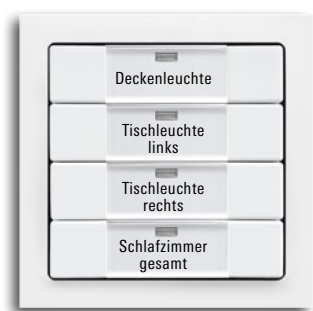 Deckenleuchte
Tischleuchte
links
Tischleuchte
rechts
Schlafzimmer
gesamt